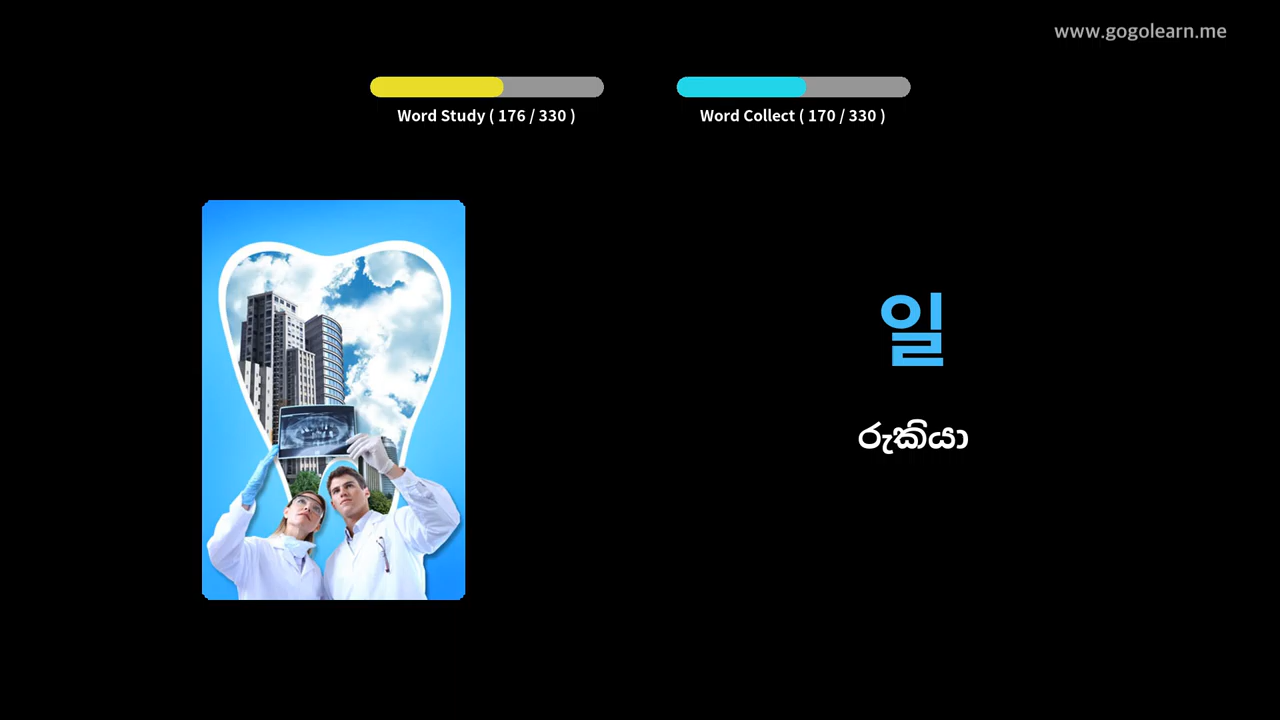 www.gogolearn.me
Word Study ( 176 / 330 )
Word Collect ( 170 / 330 )
일
රුකියා